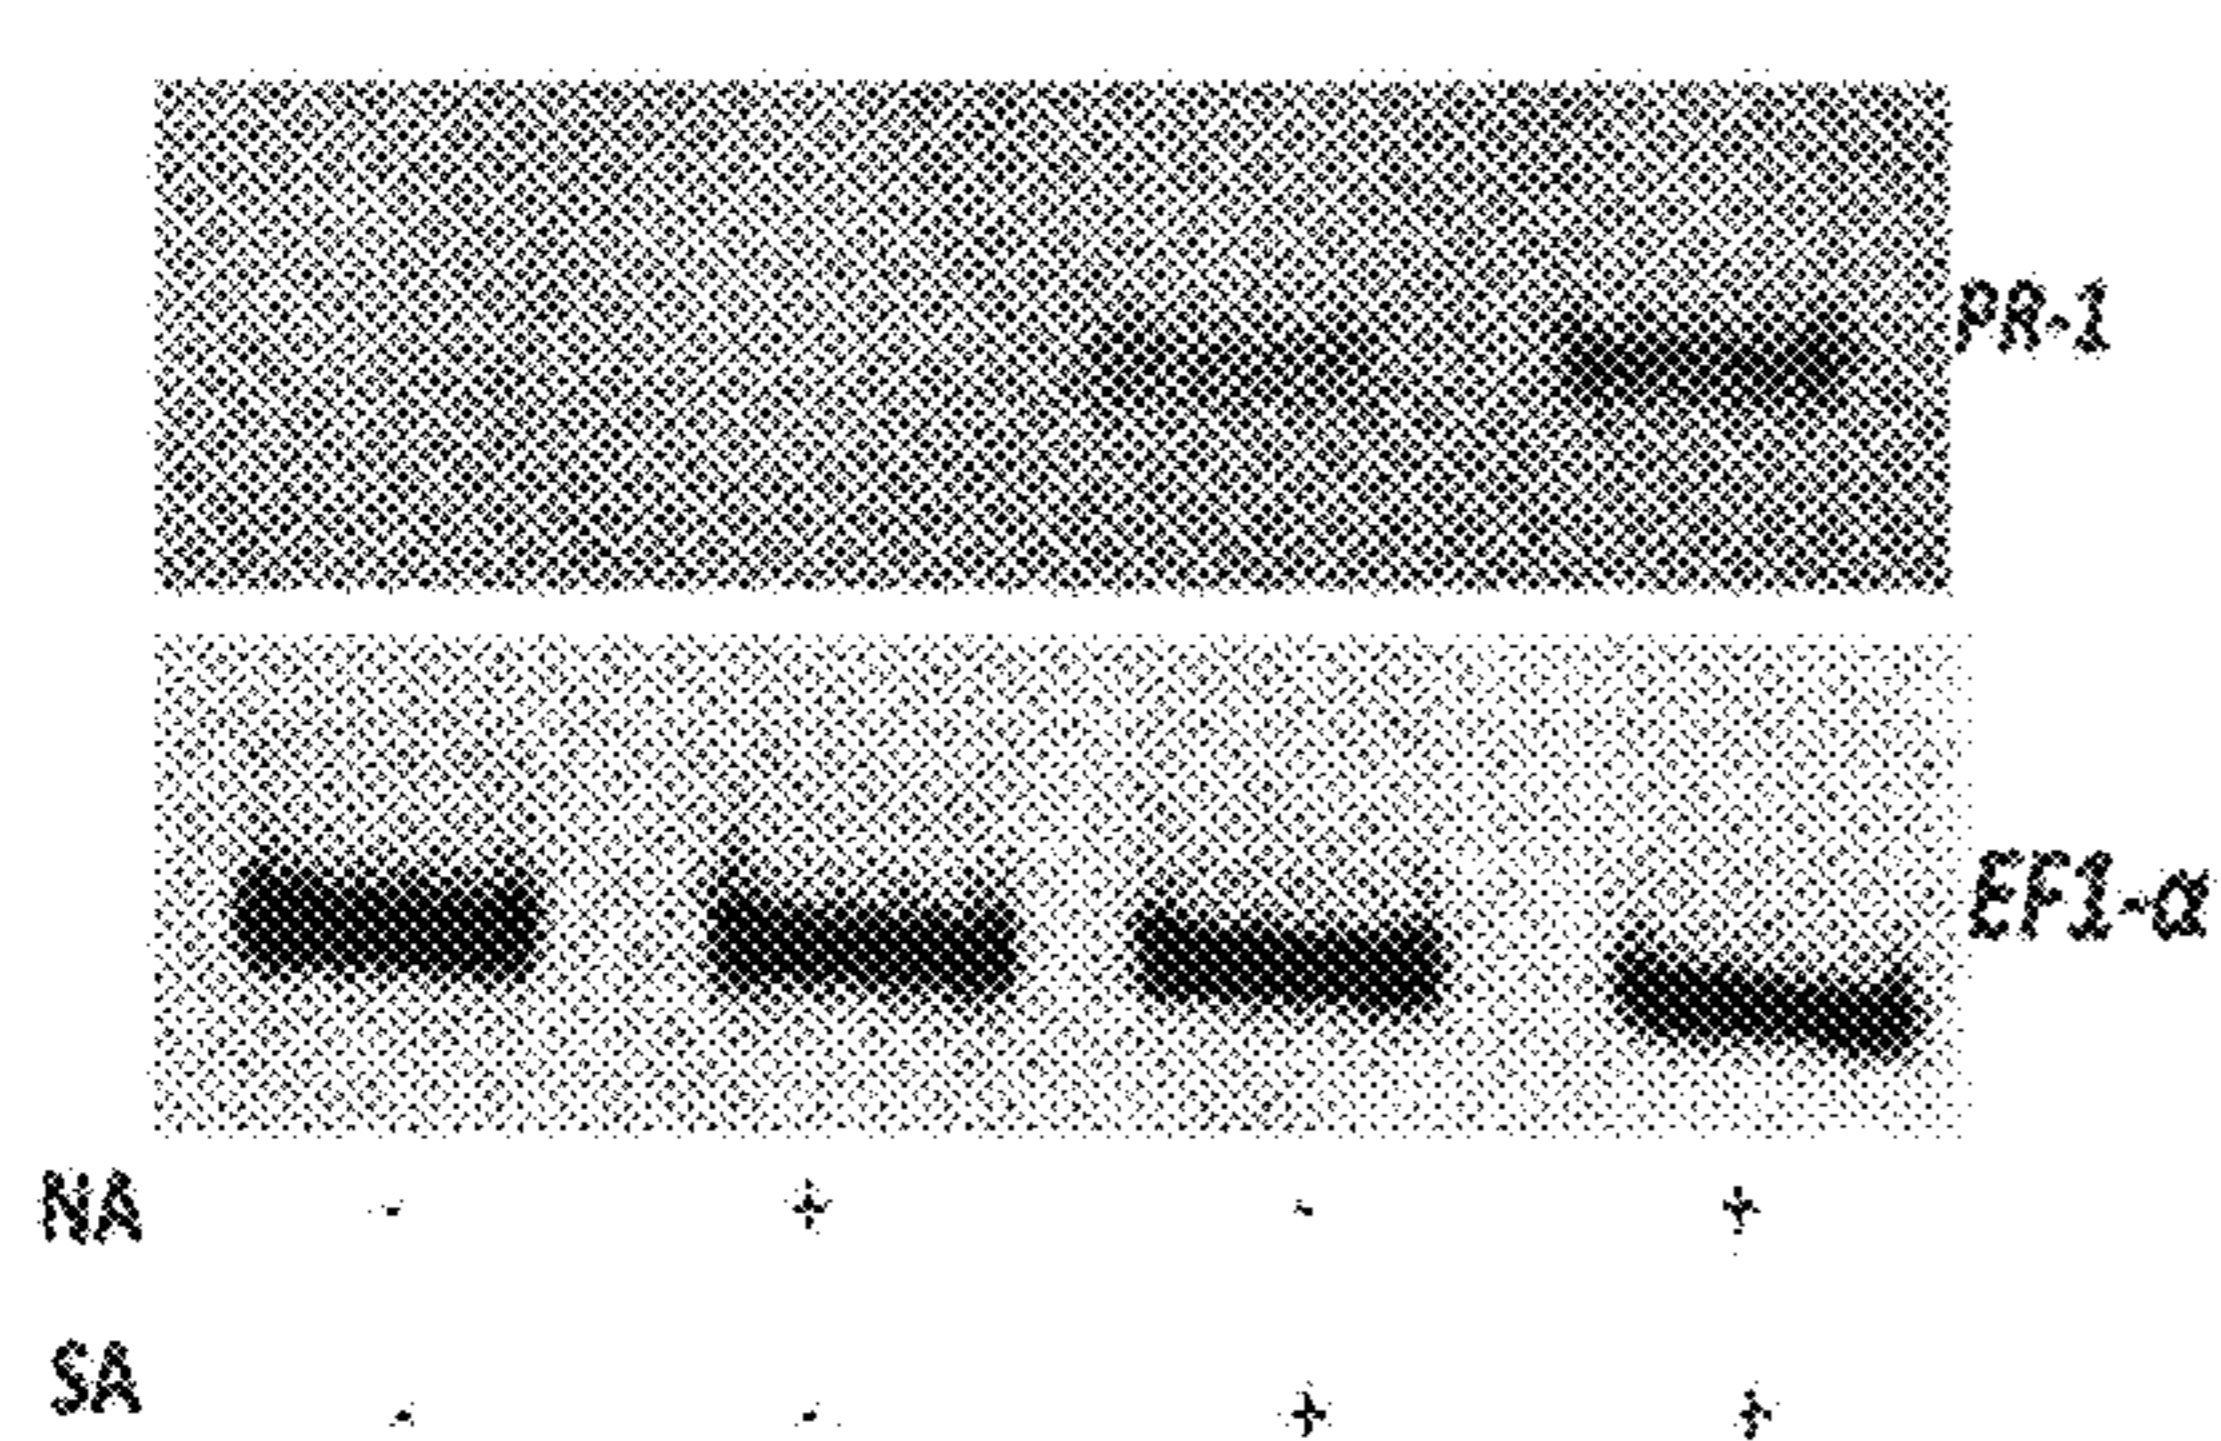 PR-1
EF1-α
NA - + - +
SA - - + +